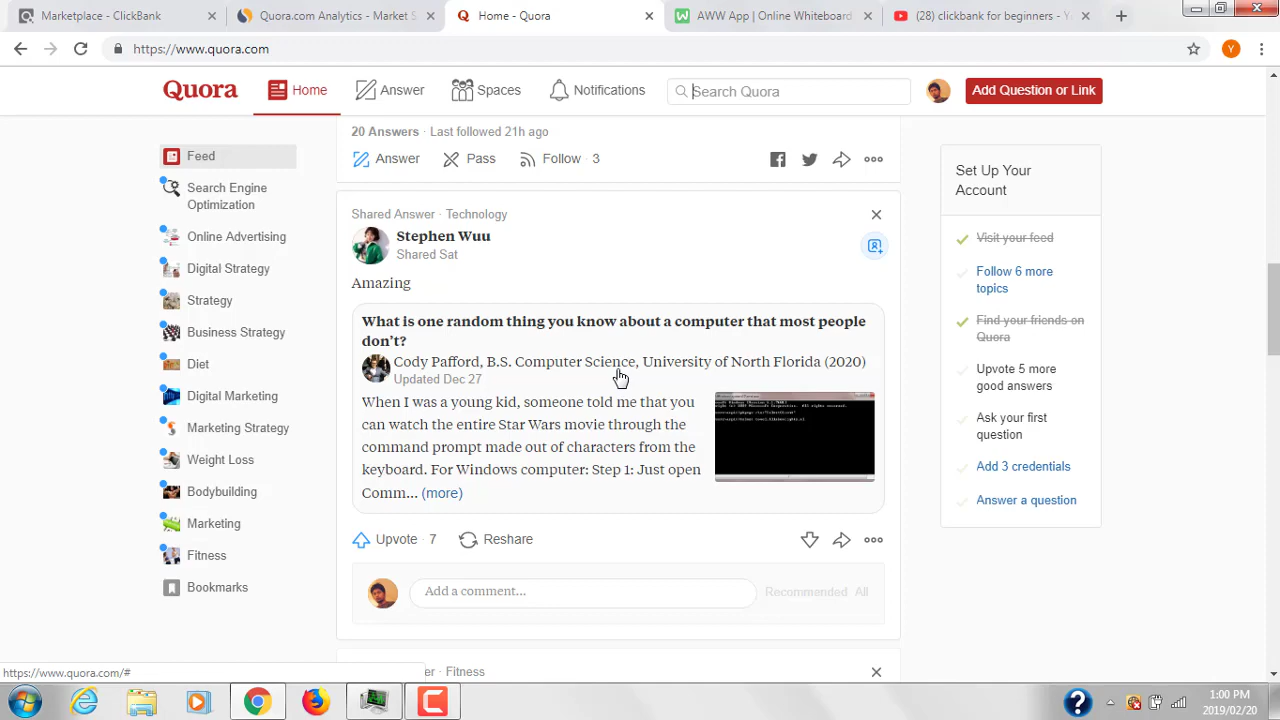 Marketplace - ClickBank
Quora.com Analytics - Market S
Home - Quora
AWW App | Online Whiteboard
(28) clickbank for beginners - Y
https://www.quora.com
Y
Quora
Home
Answer
Spaces
Notifications
Search Quora
Add Question or Link
20 Answers · Last followed 21h ago
Answer
Pass
Follow · 3
Feed
Search Engine
Optimization
Online Advertising
Digital Strategy
Strategy
Business Strategy
Diet
Digital Marketing
Marketing Strategy
Weight Loss
Bodybuilding
Marketing
Fitness
Bookmarks
Shared Answer · Technology
Stephen Wuu
Shared Sat
Amazing
What is one random thing you know about a computer that most people
don't?
Cody Pafford, B.S. Computer Science, University of North Florida (2020)
Updated Dec 27
When I was a young kid, someone told me that you
can watch the entire Star Wars movie through the
command prompt made out of characters from the
keyboard. For Windows computer: Step 1: Just open
Comm... (more)
Upvote · 7
Reshare
Add a comment...
Recommended
All
er · Fitness
Set Up Your
Account
Visit your feed
Follow 6 more
topics
Find your friends on
Quora
Upvote 5 more
good answers
Ask your first
question
Add 3 credentials
Answer a question
https://www.quora.com/#
1:00 PM
2019/02/20